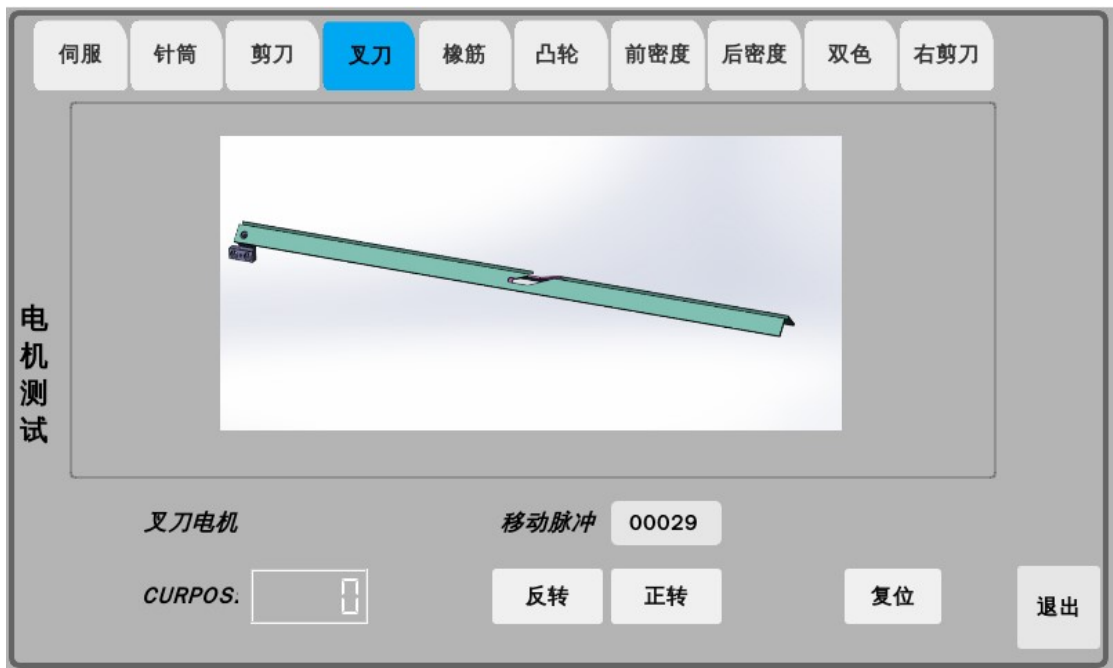 伺服 针筒 剪刀 叉刀 橡筋 凸轮 前密度 后密度 双色 右剪刀
电机测试
叉刀电机 移动脉冲 00029
CURPOS. 0 反转 正转 复位 退出